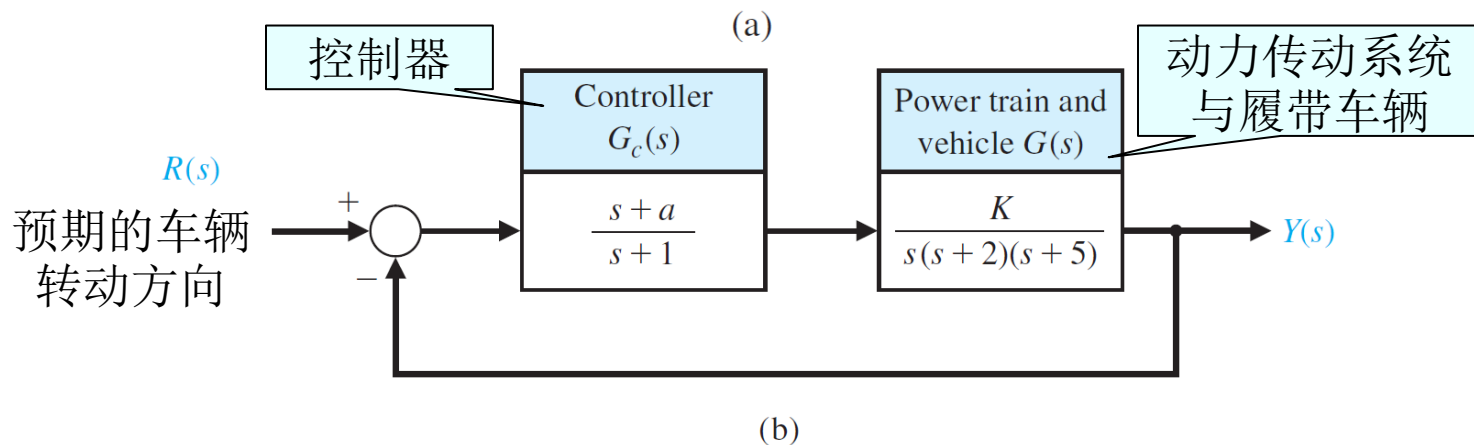 (a)
控制器
动力传动系统
与履带车辆
Controller
G_c(s)
Power train and
vehicle G(s)
R(s)
预期的车辆
转动方向
+
−
s + a
s + 1
K
s(s + 2)(s + 5)
Y(s)
(b)